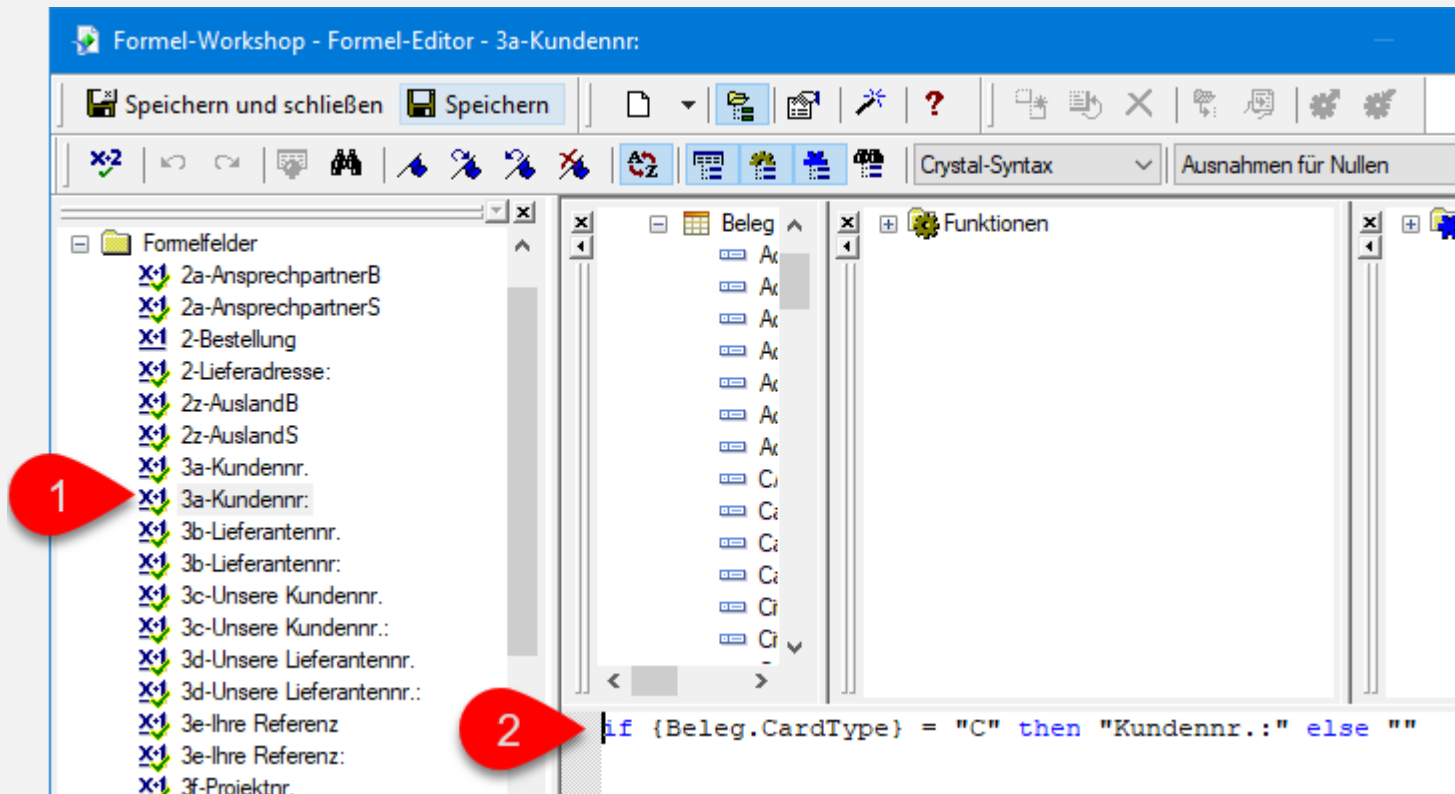 Formel-Workshop - Formel-Editor - 3a-Kundennr:
Speichern und schließen Speichern
Crystal-Syntax Ausnahmen für Nullen
Formelfelder
2a-AnsprechpartnerB
2a-AnsprechpartnerS
2-Bestellung
2-Lieferadresse:
2z-AuslandB
2z-AuslandS
3a-Kundennr.
1
3a-Kundennr:
3b-Lieferantennr.
3b-Lieferantennr:
3c-Unsere Kundennr.
3c-Unsere Kundennr.:
3d-Unsere Lieferantennr.
3d-Unsere Lieferantennr.:
3e-Ihre Referenz
3e-Ihre Referenz:
3f-Projektnr.
Beleg
Funktionen
2
if {Beleg.CardType} = "C" then "Kundennr.:" else ""